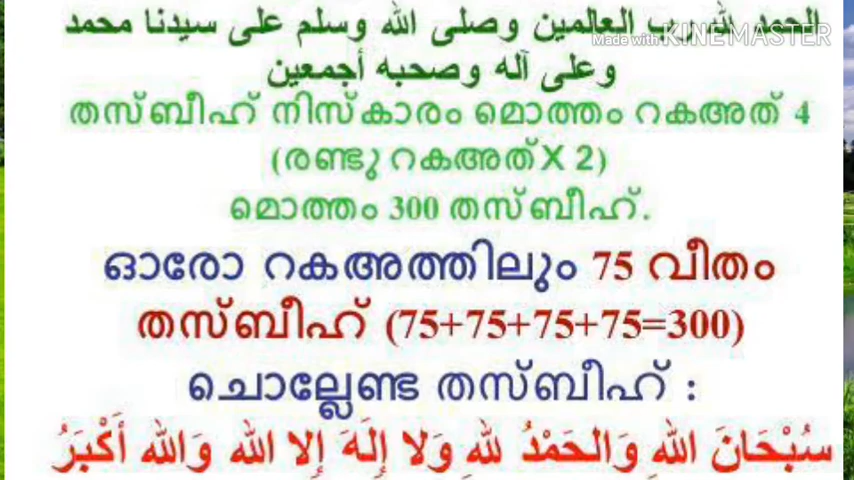 الحمد لله رب العالمين وصلى الله وسلم على سيدنا محمد
Made with KINEMASTER
وعلى آله وصحبه أجمعين
തസ്ബീഹ് നിസ്കാരം മൊത്തം റകഅത് 4
(രണ്ടു റകഅത് X 2)
മൊത്തം 300 തസ്ബീഹ്.
ഓരോ റകഅത്തിലും 75 വീതം
തസ്ബീഹ് (75+75+75+75=300)
ചൊല്ലേണ്ട തസ്ബീഹ് :
سُبْحَانَ اللهِ وَالحَمْدُ للهِ وَلا إِلَهَ إِلا الله وَالله أَكْبَرُ